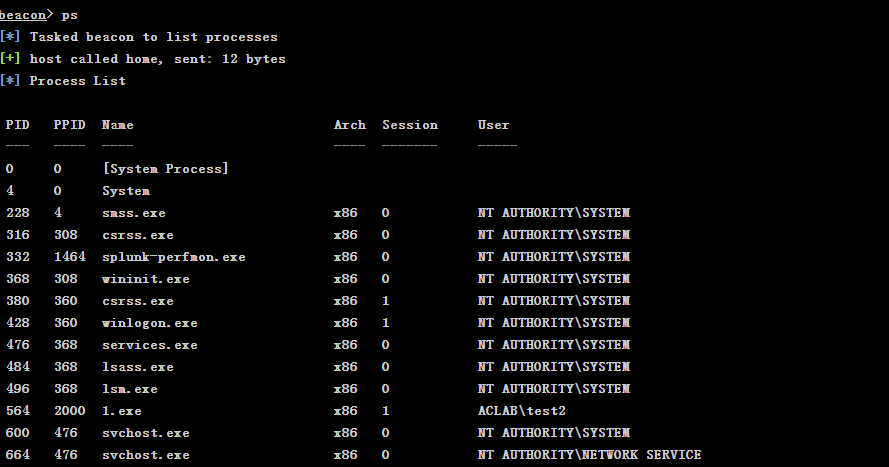 beacon> ps
[*] Tasked beacon to list processes
[+] host called home, sent: 12 bytes
[*] Process List
PID PPID Name Arch Session User
--- ---- ---- ---- ------- -----
0 0 [System Process]
4 0 System
228 4 smss.exe x86 0 NT AUTHORITY\SYSTEM
316 308 csrss.exe x86 0 NT AUTHORITY\SYSTEM
332 1464 splunk-perfmon.exe x86 0 NT AUTHORITY\SYSTEM
368 308 wininit.exe x86 0 NT AUTHORITY\SYSTEM
380 360 csrss.exe x86 1 NT AUTHORITY\SYSTEM
428 360 winlogon.exe x86 1 NT AUTHORITY\SYSTEM
476 368 services.exe x86 0 NT AUTHORITY\SYSTEM
484 368 lsass.exe x86 0 NT AUTHORITY\SYSTEM
496 368 lsm.exe x86 0 NT AUTHORITY\SYSTEM
564 2000 1.exe x86 1 ACLAB\test2
600 476 svchost.exe x86 0 NT AUTHORITY\SYSTEM
664 476 svchost.exe x86 0 NT AUTHORITY\NETWORK SERVICE